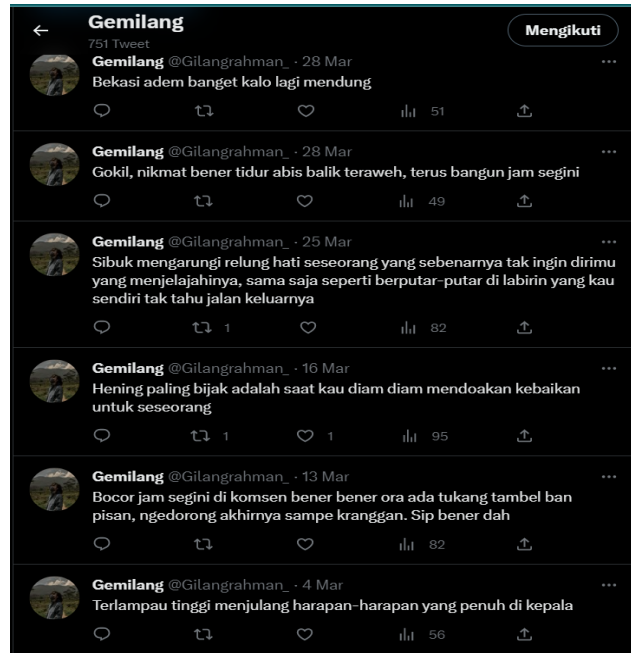 Gemilang
751 Tweet
Mengikuti
Gemilang @Gilangrahman_ · 28 Mar
Bekasi adem banget kalo lagi mendung
51
Gemilang @Gilangrahman_ · 28 Mar
Gokil, nikmat bener tidur abis balik teraweh, terus bangun jam segini
49
Gemilang @Gilangrahman_ · 25 Mar
Sibuk mengarungi relung hati seseorang yang sebenarnya tak ingin dirimu
yang menjelajahinya, sama saja seperti berputar-putar di labirin yang kau
sendiri tak tahu jalan keluarnya
1 82
Gemilang @Gilangrahman_ · 16 Mar
Hening paling bijak adalah saat kau diam diam mendoakan kebaikan
untuk seseorang
1 1 95
Gemilang @Gilangrahman_ · 13 Mar
Bocor jam segini di komsen bener bener ora ada tukang tambel ban
pisan, ngedorong akhirnya sampe kranggan. Sip bener dah
82
Gemilang @Gilangrahman_ · 4 Mar
Terlampau tinggi menjulang harapan-harapan yang penuh di kepala
56